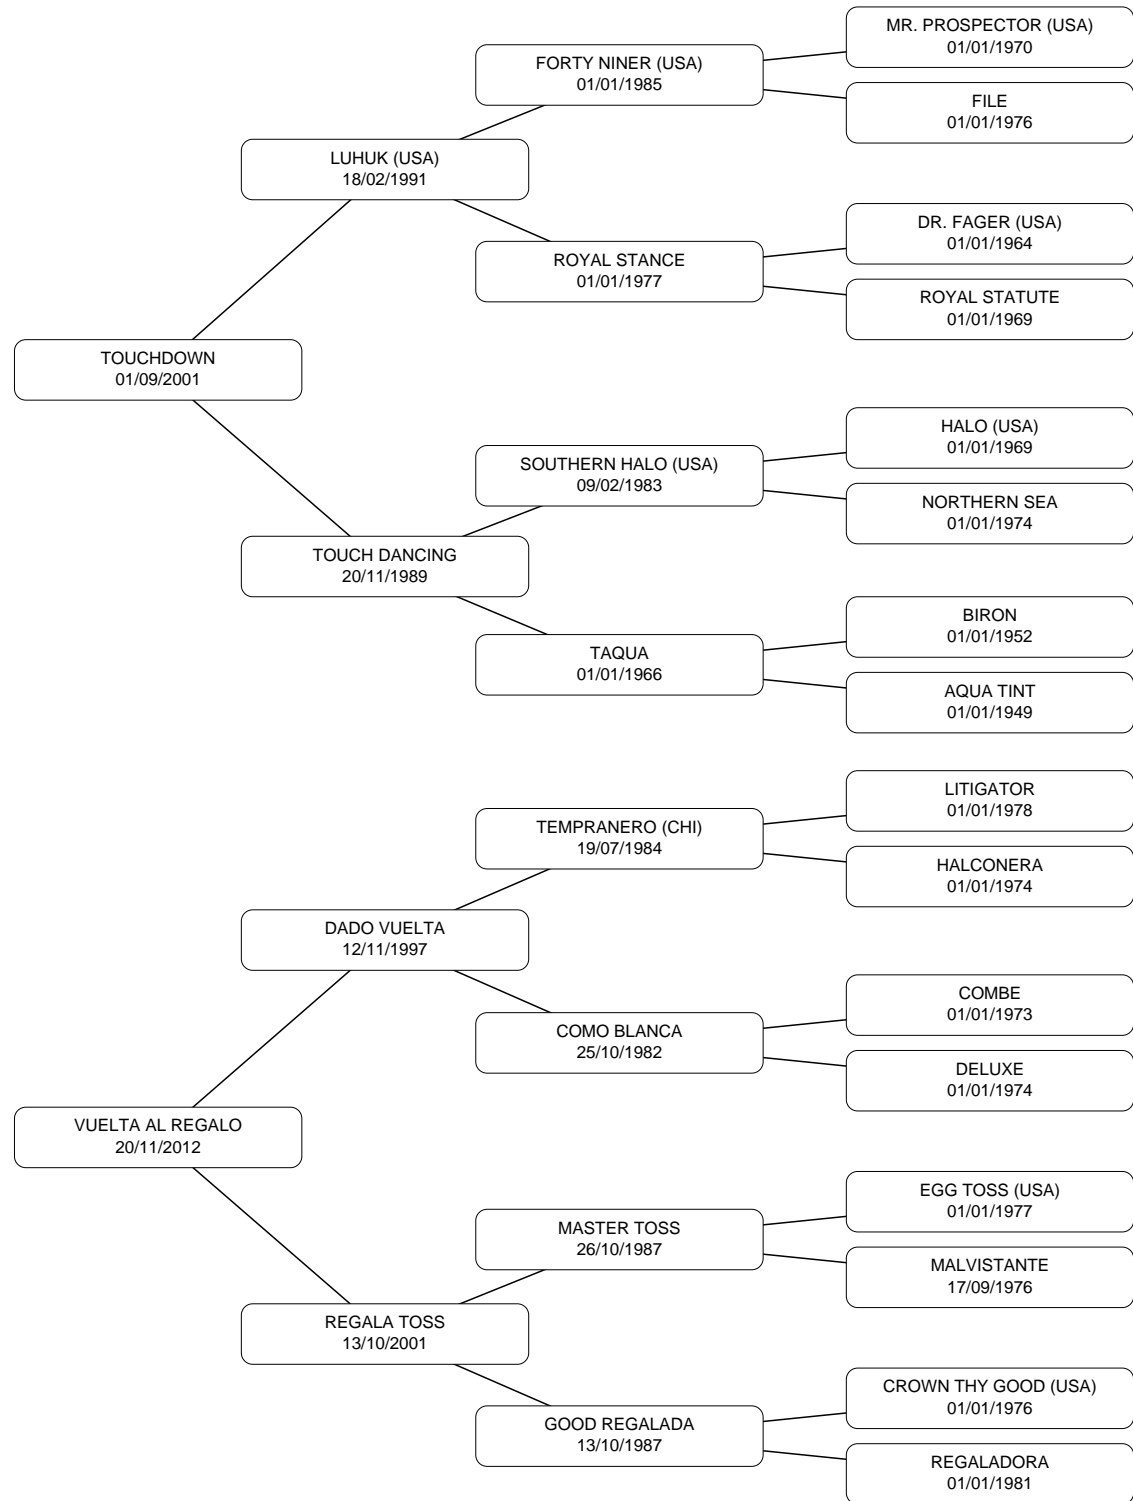 MR. PROSPECTOR (USA)
01/01/1970
FORTY NINER (USA)
01/01/1985
FILE
01/01/1976
LUHUK (USA)
18/02/1991
DR. FAGER (USA)
01/01/1964
ROYAL STANCE
01/01/1977
ROYAL STATUTE
01/01/1969
TOUCHDOWN
01/09/2001
HALO (USA)
01/01/1969
SOUTHERN HALO (USA)
09/02/1983
NORTHERN SEA
01/01/1974
TOUCH DANCING
20/11/1989
BIRON
01/01/1952
TAQUA
01/01/1966
AQUA TINT
01/01/1949
LITIGATOR
01/01/1978
TEMPRANERO (CHI)
19/07/1984
HALCONERA
01/01/1974
DADO VUELTA
12/11/1997
COMBE
01/01/1973
COMO BLANCA
25/10/1982
DELUXE
01/01/1974
VUELTA AL REGALO
20/11/2012
EGG TOSS (USA)
01/01/1977
MASTER TOSS
26/10/1987
MALVISTANTE
17/09/1976
REGALA TOSS
13/10/2001
CROWN THY GOOD (USA)
01/01/1976
GOOD REGALADA
13/10/1987
REGALADORA
01/01/1981